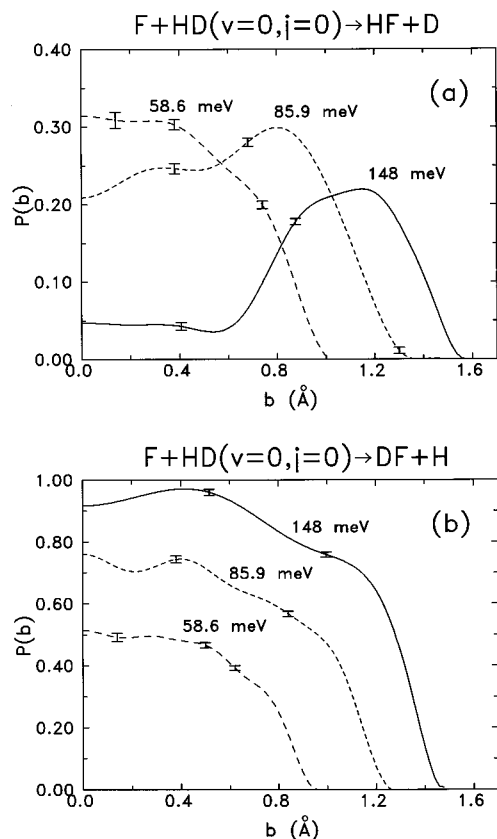 F+HD(v=0,j=0)→HF+D
0.40
0.30
0.20
0.10
0.00
P(b)
(a)
58.6 meV
85.9 meV
148 meV
0.0 0.4 0.8 1.2 1.6
b (Å)
F+HD(v=0,j=0)→DF+H
1.00
0.80
0.60
0.40
0.20
0.00
P(b)
(b)
148 meV
85.9 meV
58.6 meV
0.0 0.4 0.8 1.2 1.6
b (Å)